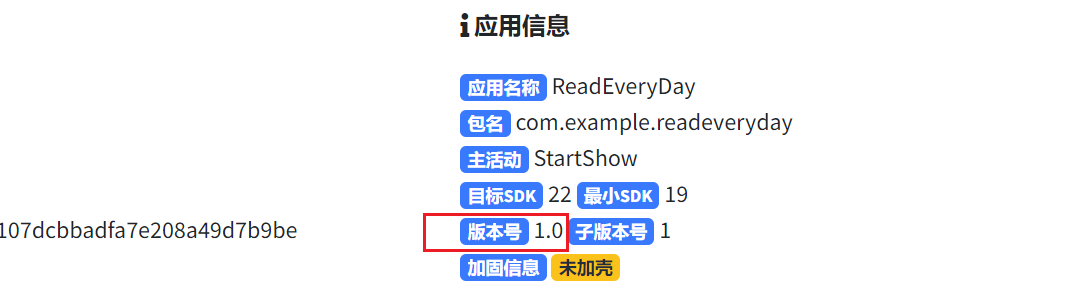 应用信息
应用名称 ReadEveryDay
包名 com.example.readeveryday
主活动 StartShow
目标SDK 22 最小SDK 19
107dcbbadfa7e208a49d7b9be 版本号 1.0 子版本号 1
加固信息 未加壳